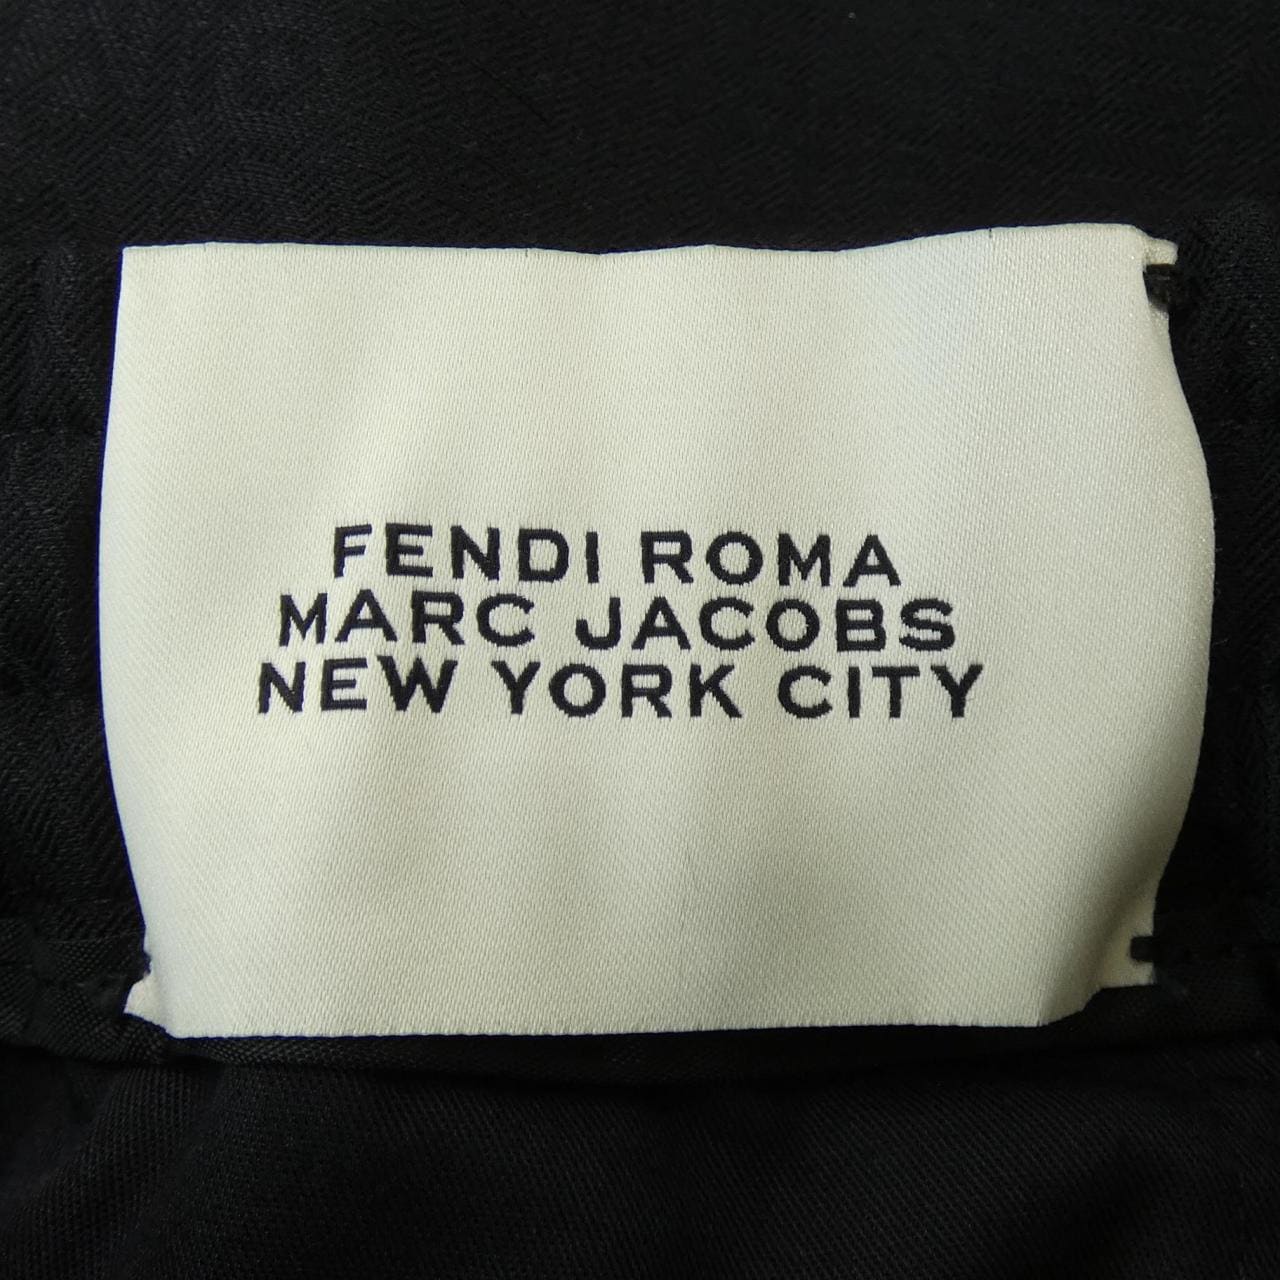 FENDI ROMA
MARC JACOBS
NEW YORK CITY